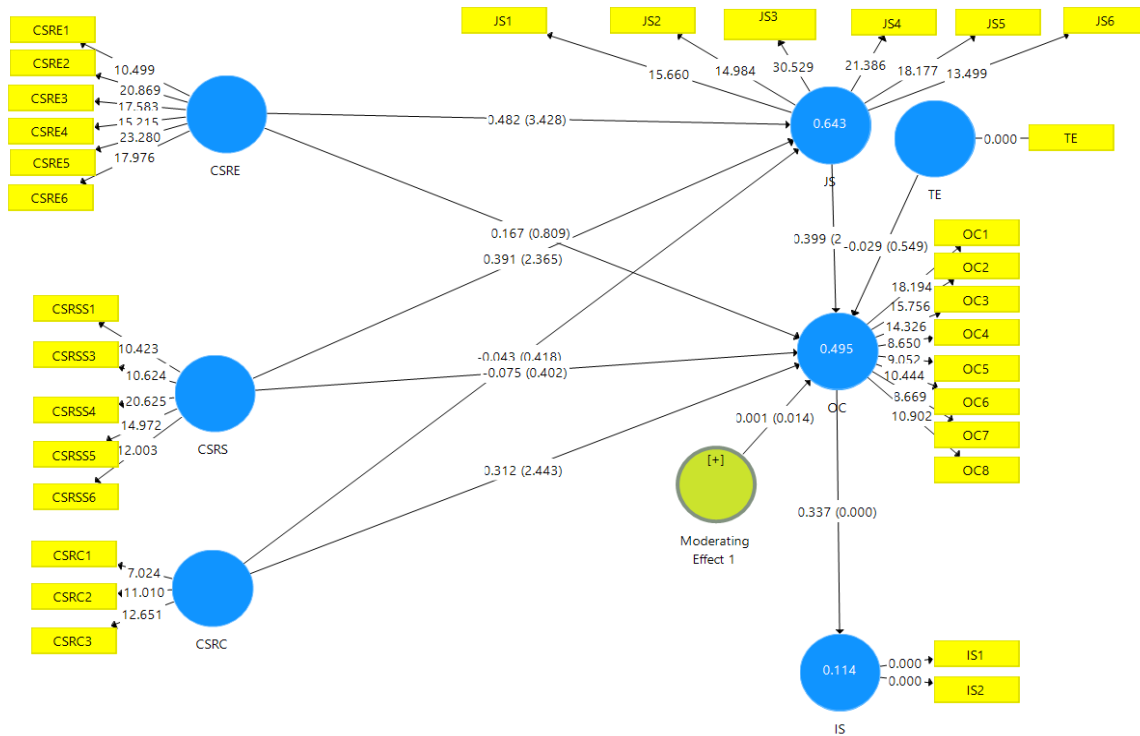 CSRE1
CSRE2
CSRE3
CSRE4
CSRE5
CSRE6
10.499
20.869
17.583
15.215
23.280
17.976
CSRE
JS1
JS2
JS3
JS4
JS5
JS6
15.660
14.984
30.529
21.386
18.177
13.499
0.482 (3.428)
0.643
JS
TE
0.000
TE
0.167 (0.809)
0.391 (2.365)
0.399 (2
-0.029 (0.549)
OC1
OC2
OC3
OC4
OC5
OC6
OC7
OC8
18.194
15.756
14.326
8.650
9.052
10.444
8.669
10.902
0.495
OC
CSRSS1
CSRSS3
CSRSS4
CSRSS5
CSRSS6
10.423
10.624
20.625
14.972
12.003
CSRS
-0.043 (0.418)
-0.075 (0.402)
0.001 (0.014)
[+]
Moderating
Effect 1
0.312 (2.443)
0.337 (0.000)
CSRC1
CSRC2
CSRC3
7.024
11.010
12.651
CSRC
0.114
IS
0.000
0.000
IS1
IS2